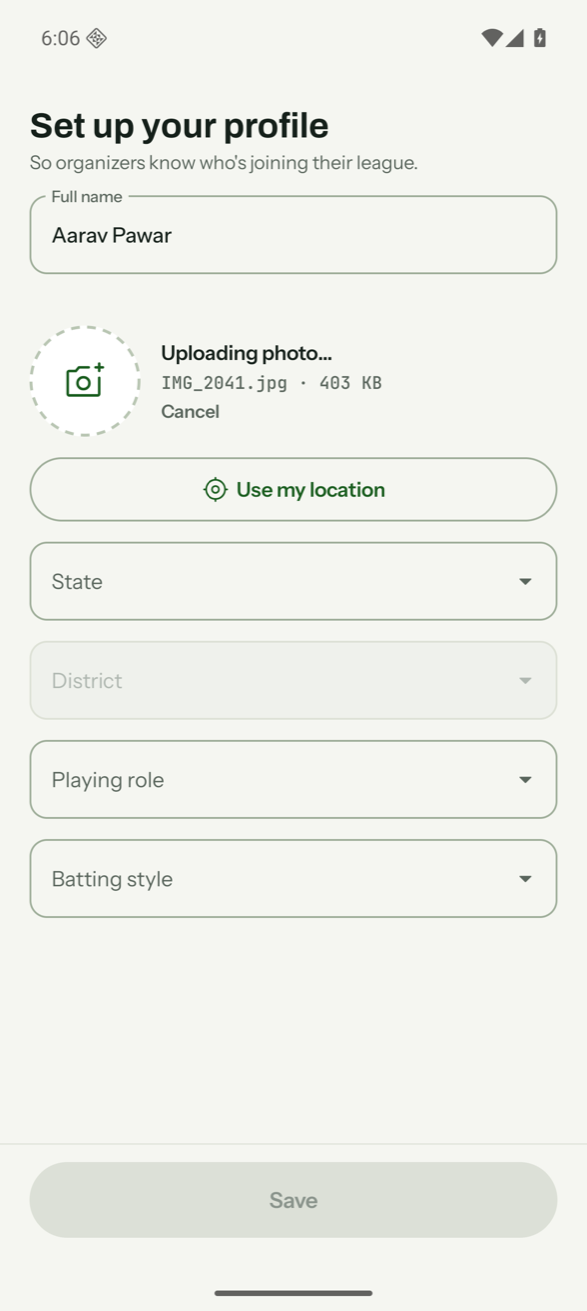 6:06
Set up your profile
So organizers know who's joining their league.
Full name
Aarav Pawar
Uploading photo...
IMG_2041.jpg · 403 KB
Cancel
Use my location
State
District
Playing role
Batting style
Save